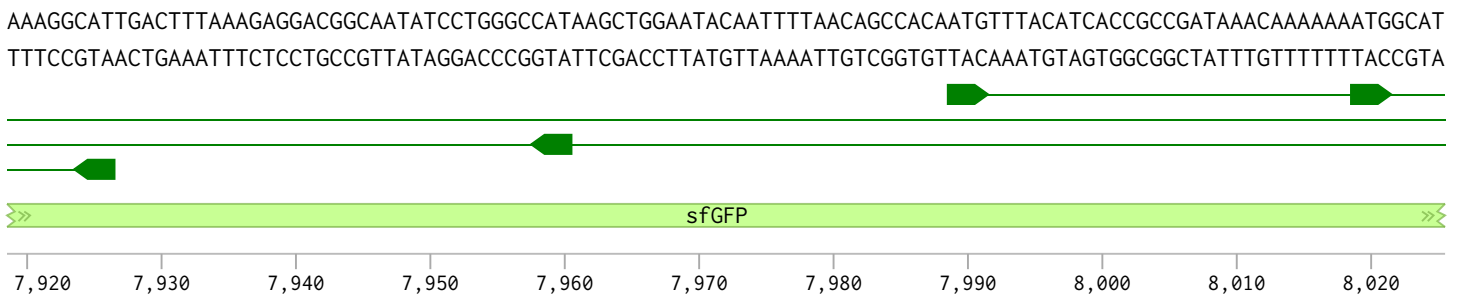 AAAGGCATTGACTTTAAAGAGGACGGCAATATCCTGGGCCATAAGCTGGAATACAATTTTAACAGCCACAATGTTTACATCACCGCCGATAAACAAAAAAATGGCAT
TTTCCGTAACTGAAATTTCTCCTGCCGTTATAGGACCCGGTATTCGACCTTATGTTAAAATTGTCGGTGTTACAAATGTAGTGGCGGCTATTTGTTTTTTTACCGTA
sfGFP
7,920 7,930 7,940 7,950 7,960 7,970 7,980 7,990 8,000 8,010 8,020